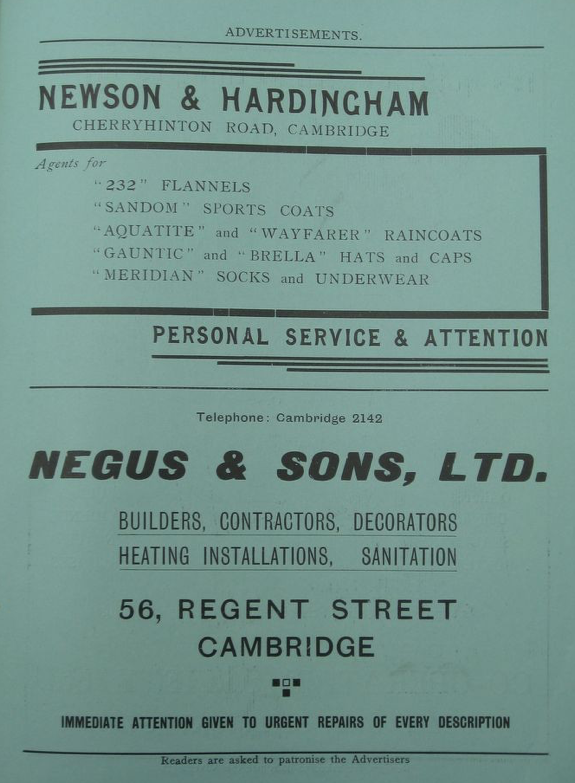 ADVERTISEMENTS.
NEWSON & HARDINGHAM
CHERRYHINTON ROAD, CAMBRIDGE
Agents for
"232" FLANNELS
"SANDOM" SPORTS COATS
"AQUATITE" and "WAYFARER" RAINCOATS
"GAUNTIC" and "BRELLA" HATS and CAPS
"MERIDIAN" SOCKS and UNDERWEAR
PERSONAL SERVICE & ATTENTION
Telephone: Cambridge 2142
NEGUS & SONS, LTD.
BUILDERS, CONTRACTORS, DECORATORS
HEATING INSTALLATIONS, SANITATION
56, REGENT STREET
CAMBRIDGE
IMMEDIATE ATTENTION GIVEN TO URGENT REPAIRS OF EVERY DESCRIPTION
Readers are asked to patronise the Advertisers